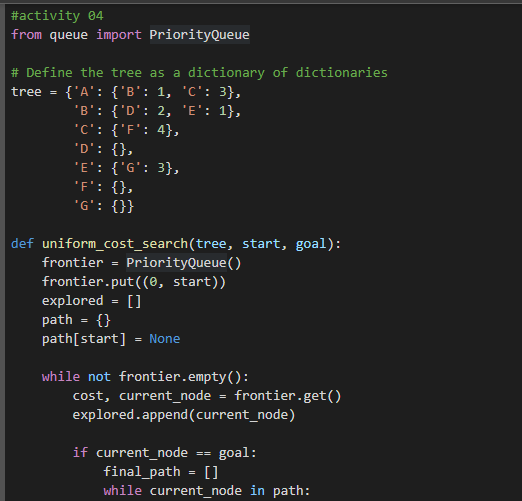 #activity 04
from queue import PriorityQueue
# Define the tree as a dictionary of dictionaries
tree = {'A': {'B': 1, 'C': 3},
'B': {'D': 2, 'E': 1},
'C': {'F': 4},
'D': {},
'E': {'G': 3},
'F': {},
'G': {}}
def uniform_cost_search(tree, start, goal):
frontier = PriorityQueue()
frontier.put((0, start))
explored = []
path = {}
path[start] = None
while not frontier.empty():
cost, current_node = frontier.get()
explored.append(current_node)
if current_node == goal:
final_path = []
while current_node in path: